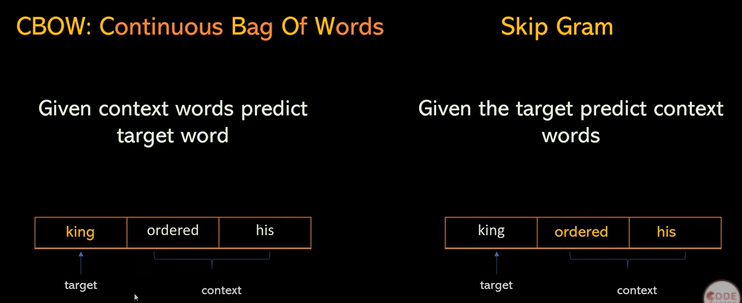 CBOW: Continuous Bag Of Words
Given context words predict
target word
king ordered his
target
context
Skip Gram
Given the target predict context
words
king ordered his
target
context
CODE